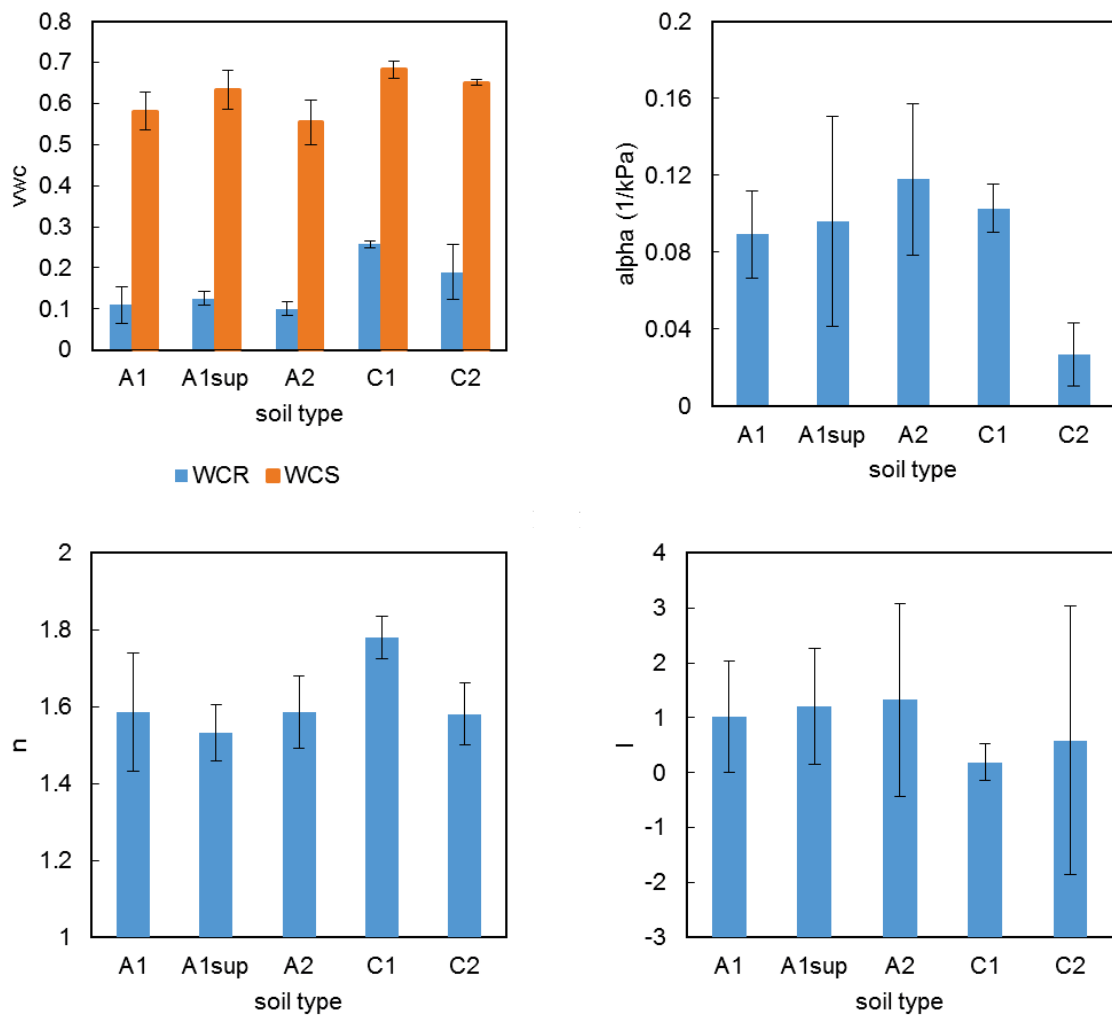 0.8
0.7
0.6
0.5
0.4
0.3
0.2
0.1
0
vwc
A1 A1sup A2 C1 C2
soil type
WCR WCS
0.2
0.16
0.12
0.08
0.04
0
alpha (1/kPa)
A1 A1sup A2 C1 C2
soil type
2
1.8
1.6
1.4
1.2
1
n
A1 A1sup A2 C1 C2
soil type
4
3
2
1
0
-1
-2
-3
l
A1 A1sup A2 C1 C2
soil type